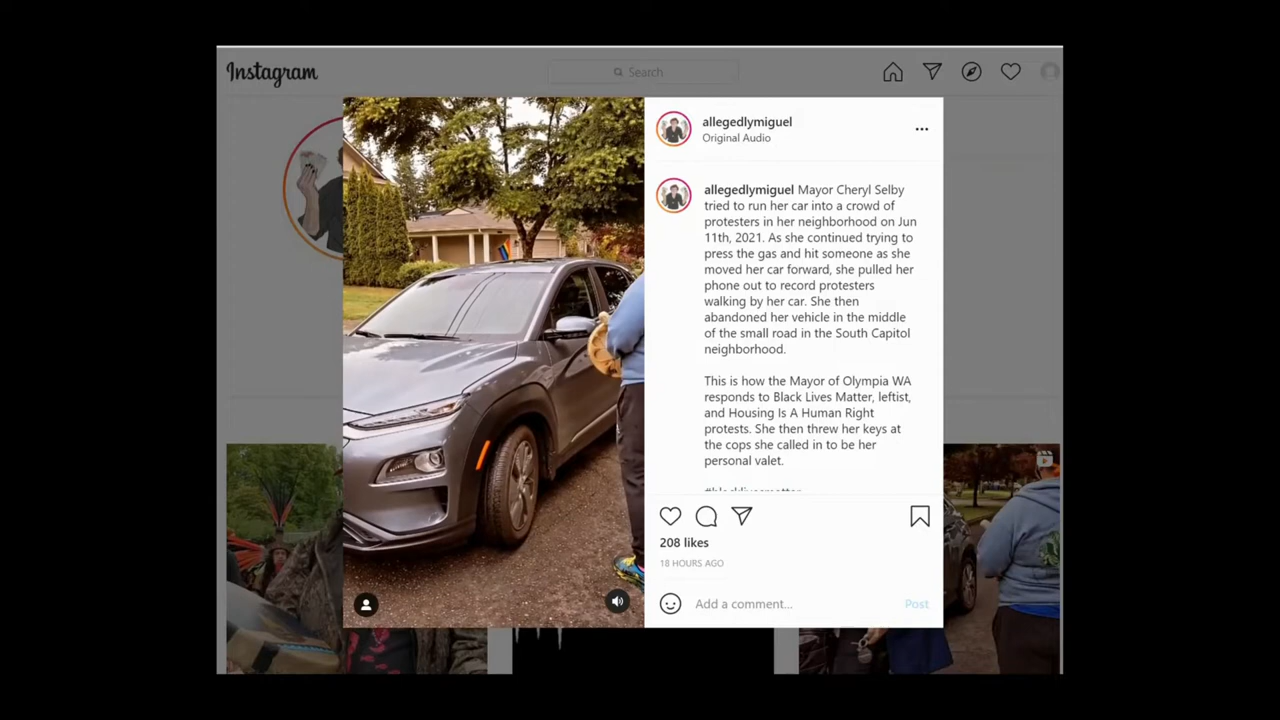 Instagram
Search
allegedlymiguel
Original Audio
allegedlymiguel Mayor Cheryl Selby
tried to run her car into a crowd of
protesters in her neighborhood on Jun
11th, 2021. As she continued trying to
press the gas and hit someone as she
moved her car forward, she pulled her
phone out to record protesters
walking by her car. She then
abandoned her vehicle in the middle
of the small road in the South Capitol
neighborhood.
This is how the Mayor of Olympia WA
responds to Black Lives Matter, leftist,
and Housing Is A Human Right
protests. She then threw her keys at
the cops she called in to be her
personal valet.
#blacklivesmatter
208 likes
18 HOURS AGO
Add a comment...
Post